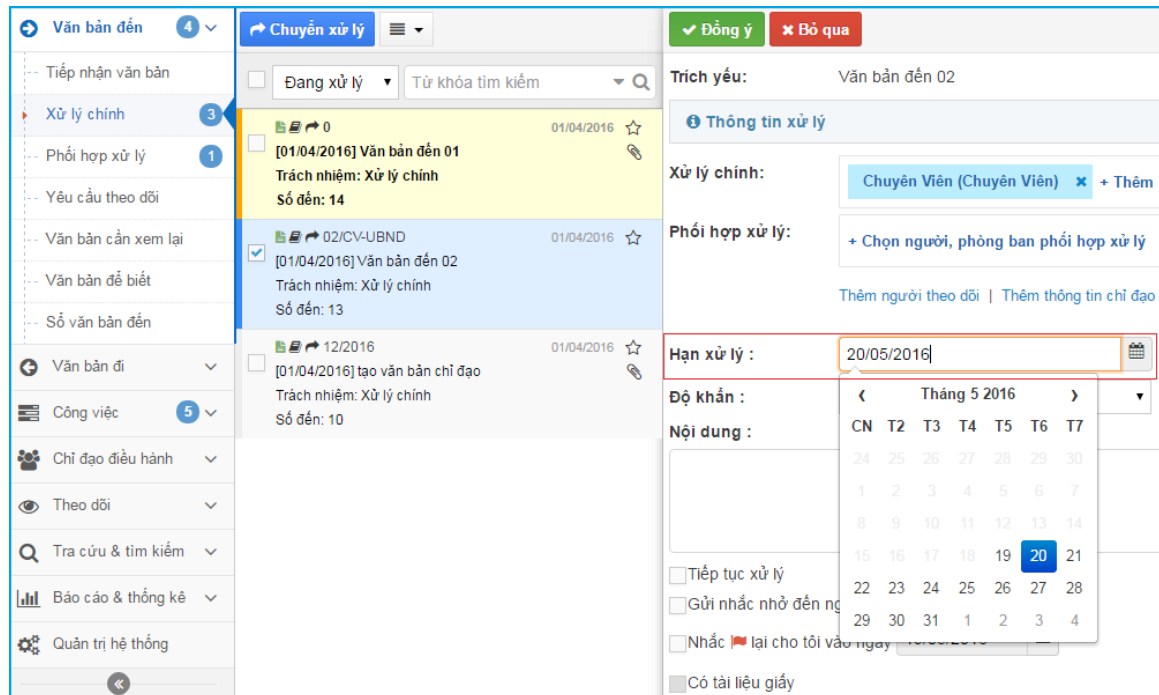 Văn bản đến 4
Tiếp nhận văn bản
Xử lý chính 3
Phối hợp xử lý 1
Yêu cầu theo dõi
Văn bản cần xem lại
Văn bản để biết
Sổ văn bản đến
Văn bản đi
Công việc 5
Chỉ đạo điều hành
Theo dõi
Tra cứu & tìm kiếm
Báo cáo & thống kê
Quản trị hệ thống
Chuyển xử lý
Đang xử lý Từ khóa tìm kiếm
0 01/04/2016
[01/04/2016] Văn bản đến 01
Trách nhiệm: Xử lý chính
Số đến: 14
02/CV-UBND 01/04/2016
[01/04/2016] Văn bản đến 02
Trách nhiệm: Xử lý chính
Số đến: 13
12/2016 01/04/2016
[01/04/2016] tạo văn bản chỉ đạo
Trách nhiệm: Xử lý chính
Số đến: 10
Đồng ý Bỏ qua
Trích yếu: Văn bản đến 02
Thông tin xử lý
Xử lý chính: Chuyên Viên (Chuyên Viên) × + Thêm
Phối hợp xử lý: + Chọn người, phòng ban phối hợp xử lý
Thêm người theo dõi | Thêm thông tin chỉ đạo
Hạn xử lý : 20/05/2016
Độ khẩn :
Nội dung :
Tháng 5 2016
CN T2 T3 T4 T5 T6 T7
24 25 26 27 28 29 30
1 2 3 4 5 6 7
8 9 10 11 12 13 14
15 16 17 18 19 20 21
22 23 24 25 26 27 28
29 30 31 1 2 3 4
Tiếp tục xử lý
Gửi nhắc nhở đến
Nhắc lại cho tôi vào ngày
Có tài liệu giấy